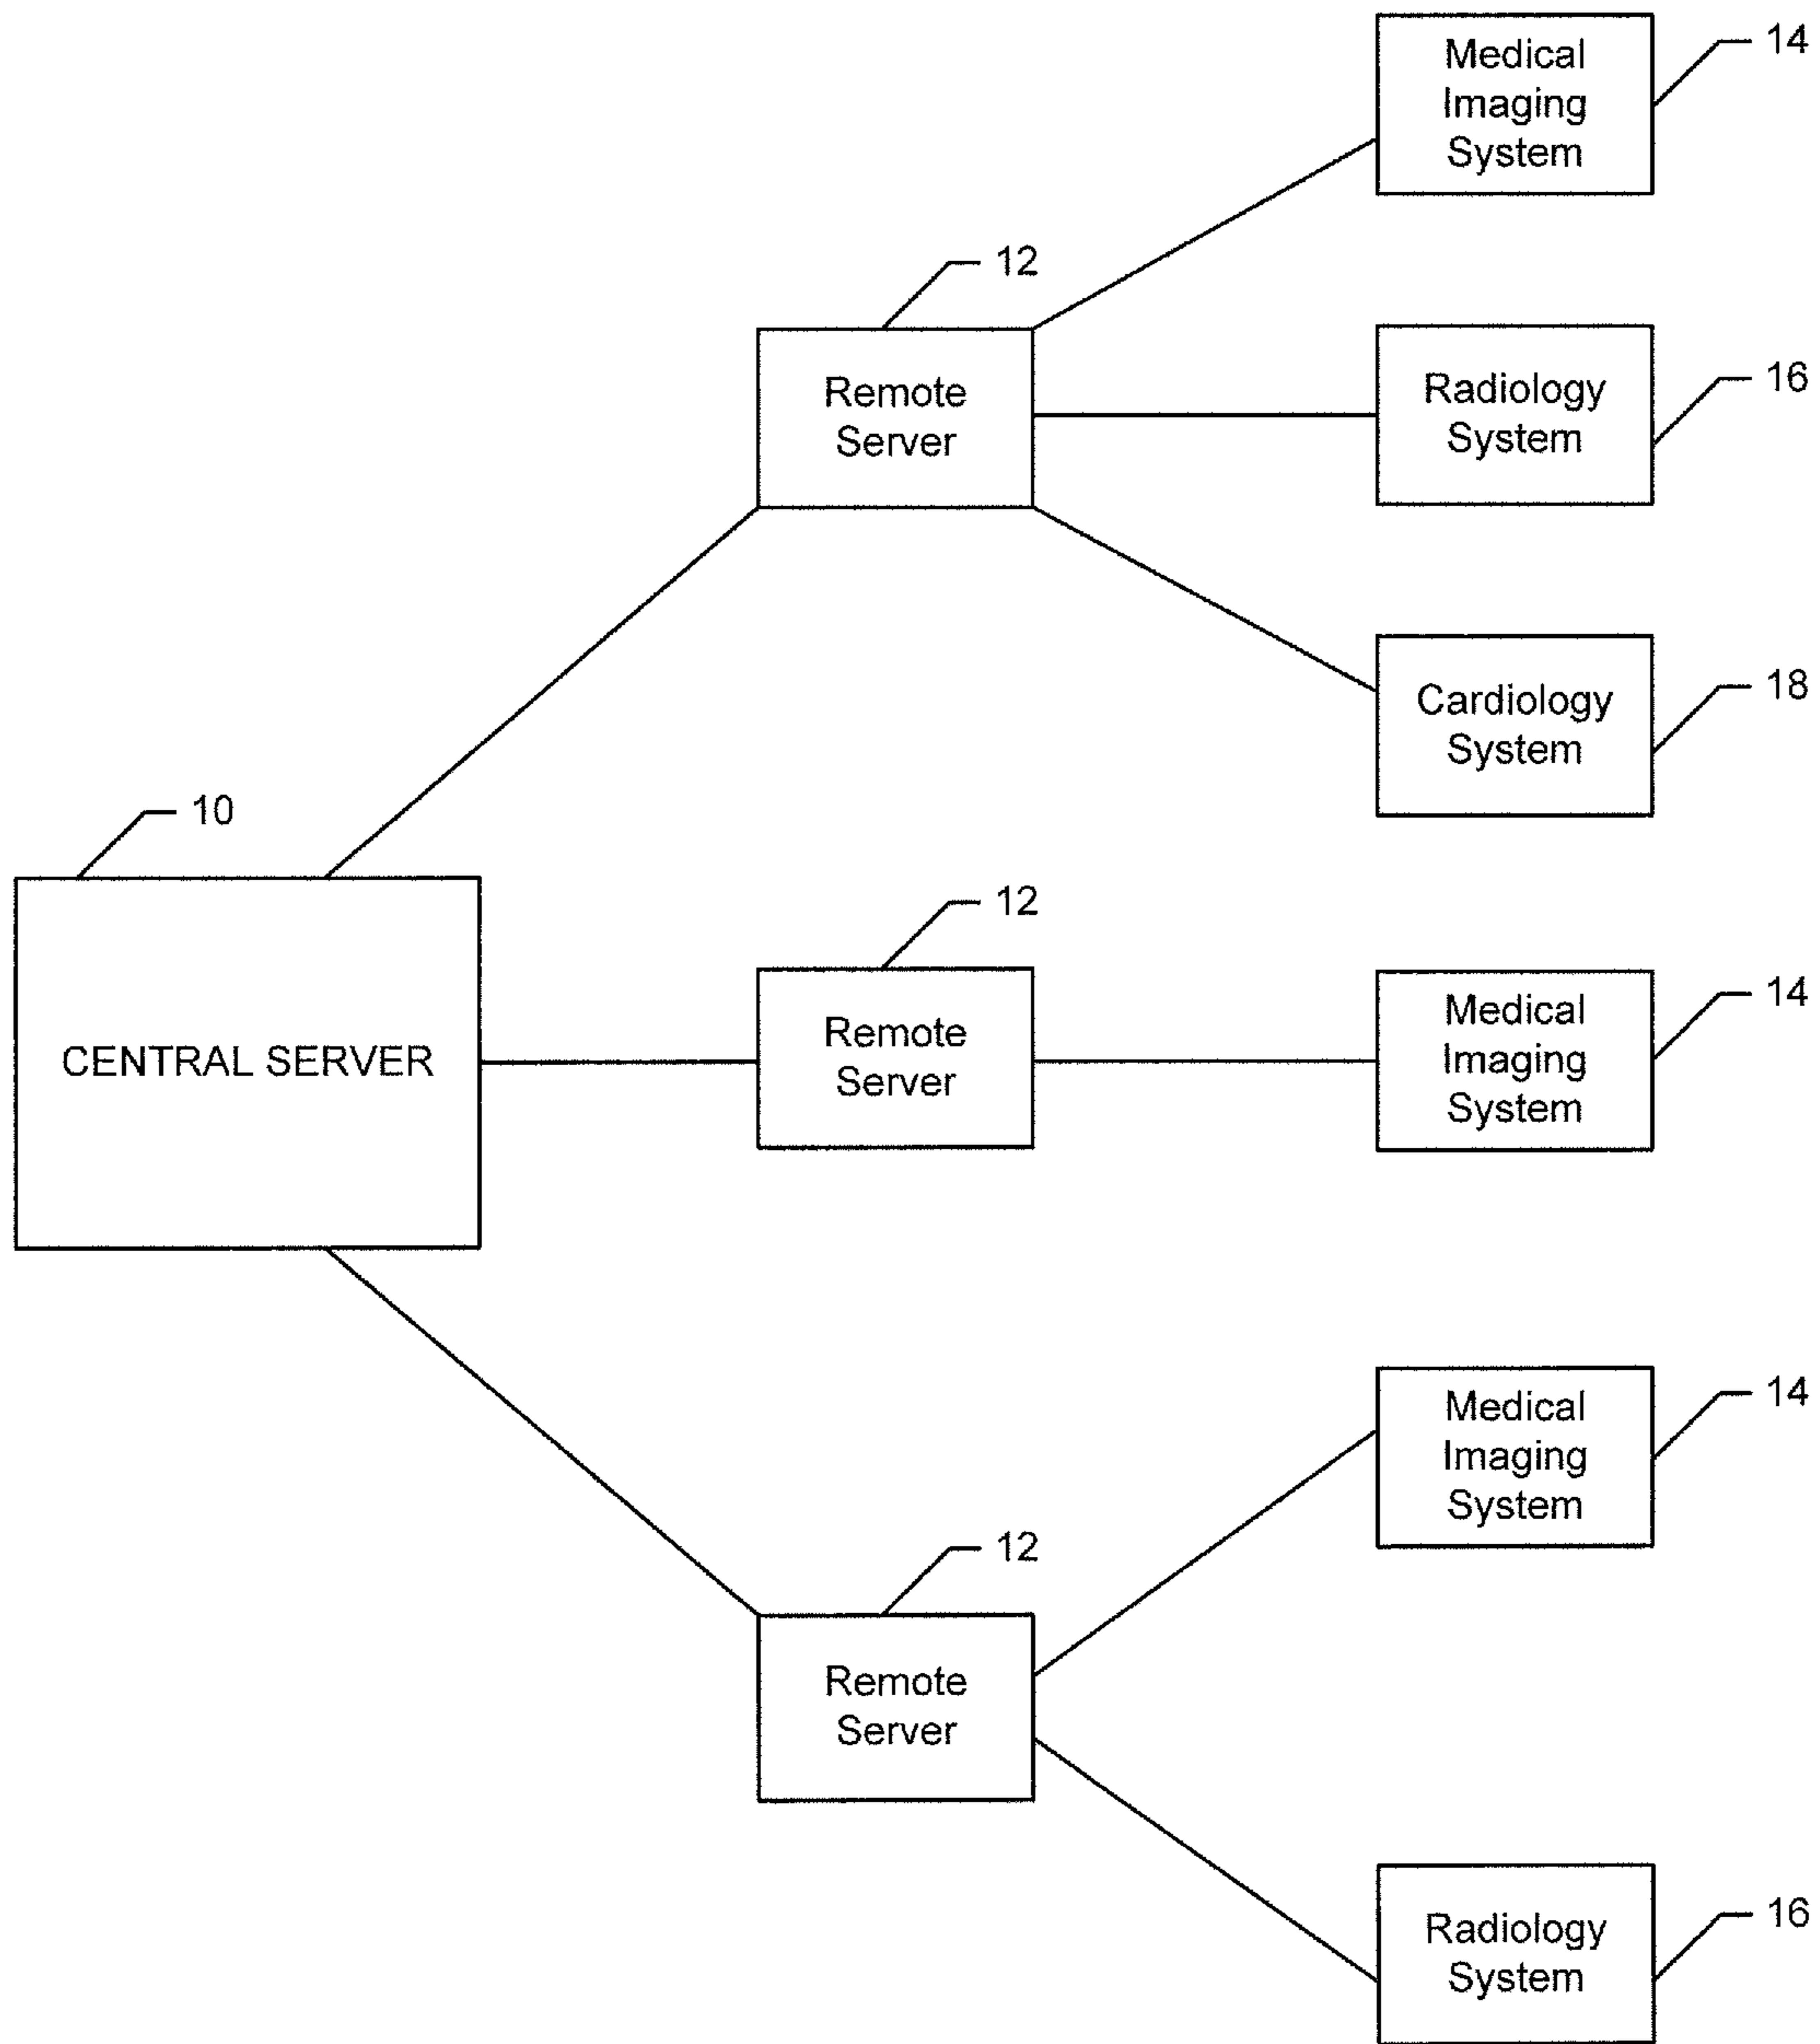 Medical
Imaging
System
14
12
Remote
Server
Radiology
System
16
Cardiology
System
18
10
CENTRAL SERVER
12
Remote
Server
Medical
Imaging
System
14
Medical
Imaging
System
14
12
Remote
Server
Radiology
System
16